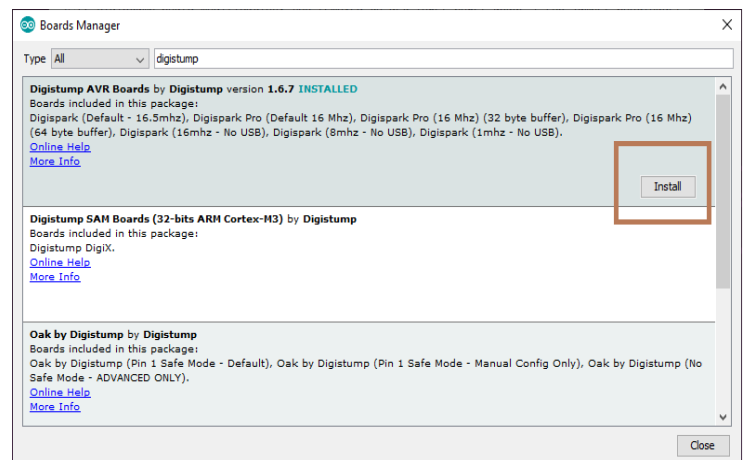 Boards Manager
Type All digistump
Digistump AVR Boards by Digistump version 1.6.7 INSTALLED
Boards included in this package:
Digispark (Default - 16.5mhz), Digispark Pro (Default 16 Mhz), Digispark Pro (16 Mhz) (32 byte buffer), Digispark Pro (16 Mhz)
(64 byte buffer), Digispark (16mhz - No USB), Digispark (8mhz - No USB), Digispark (1mhz - No USB).
Online Help
More Info
Install
Digistump SAM Boards (32-bits ARM Cortex-M3) by Digistump
Boards included in this package:
Digistump DigiX.
Online Help
More Info
Oak by Digistump by Digistump
Boards included in this package:
Oak by Digistump (Pin 1 Safe Mode - Default), Oak by Digistump (Pin 1 Safe Mode - Manual Config Only), Oak by Digistump (No
Safe Mode - ADVANCED ONLY).
Online Help
More Info
Close